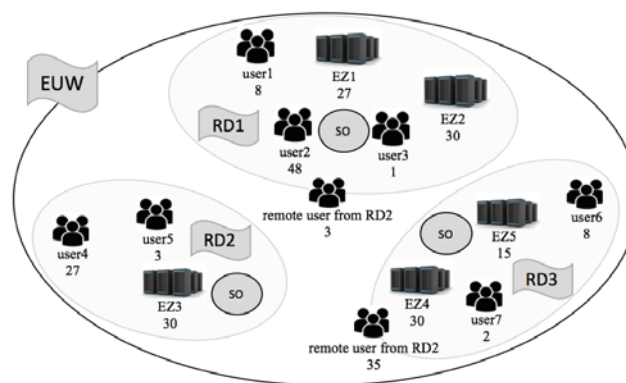 EUW
user1
8
EZ1
27
EZ2
30
RD1
user2
48
SO
user3
1
remote user from RD2
3
user4
27
user5
3
RD2
EZ3
30
SO
SO
EZ5
15
user6
8
EZ4
30
user7
2
RD3
remote user from RD2
35